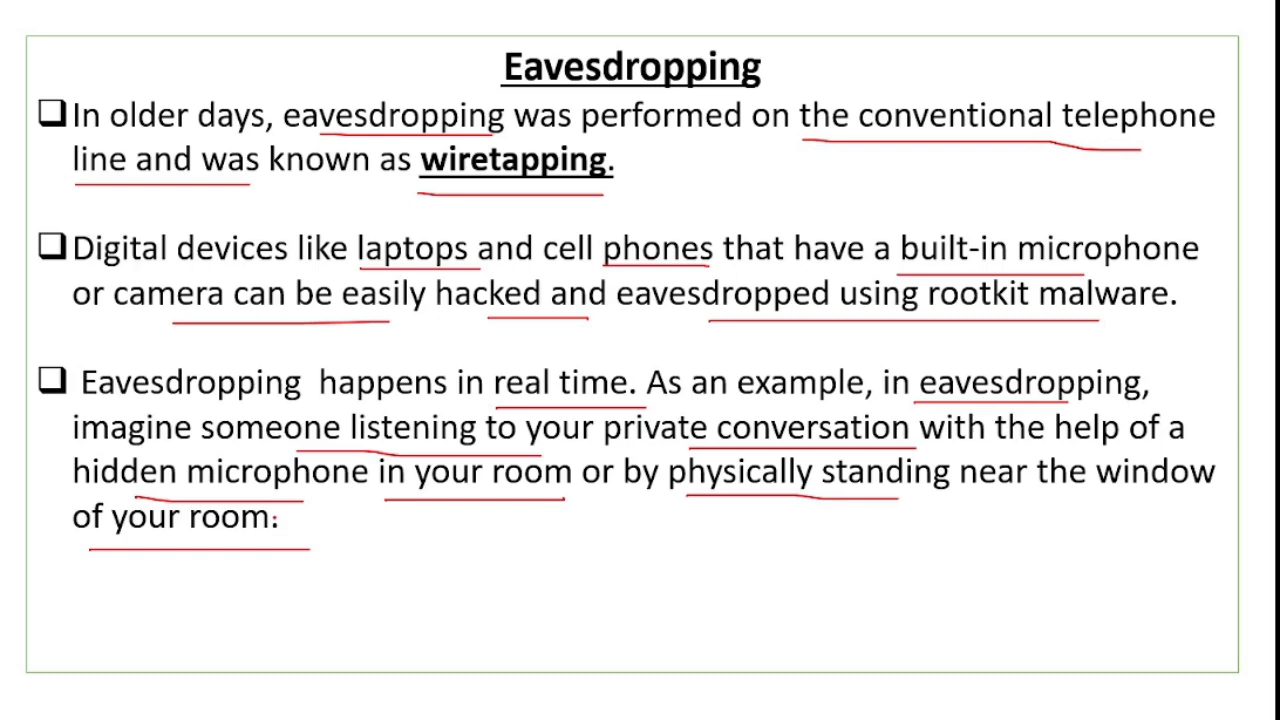 Eavesdropping
❑In older days, eavesdropping was performed on the conventional telephone
line and was known as wiretapping.
❑Digital devices like laptops and cell phones that have a built-in microphone
or camera can be easily hacked and eavesdropped using rootkit malware.
❑ Eavesdropping  happens in real time. As an example, in eavesdropping,
imagine someone listening to your private conversation with the help of a
hidden microphone in your room or by physically standing near the window
of your room.